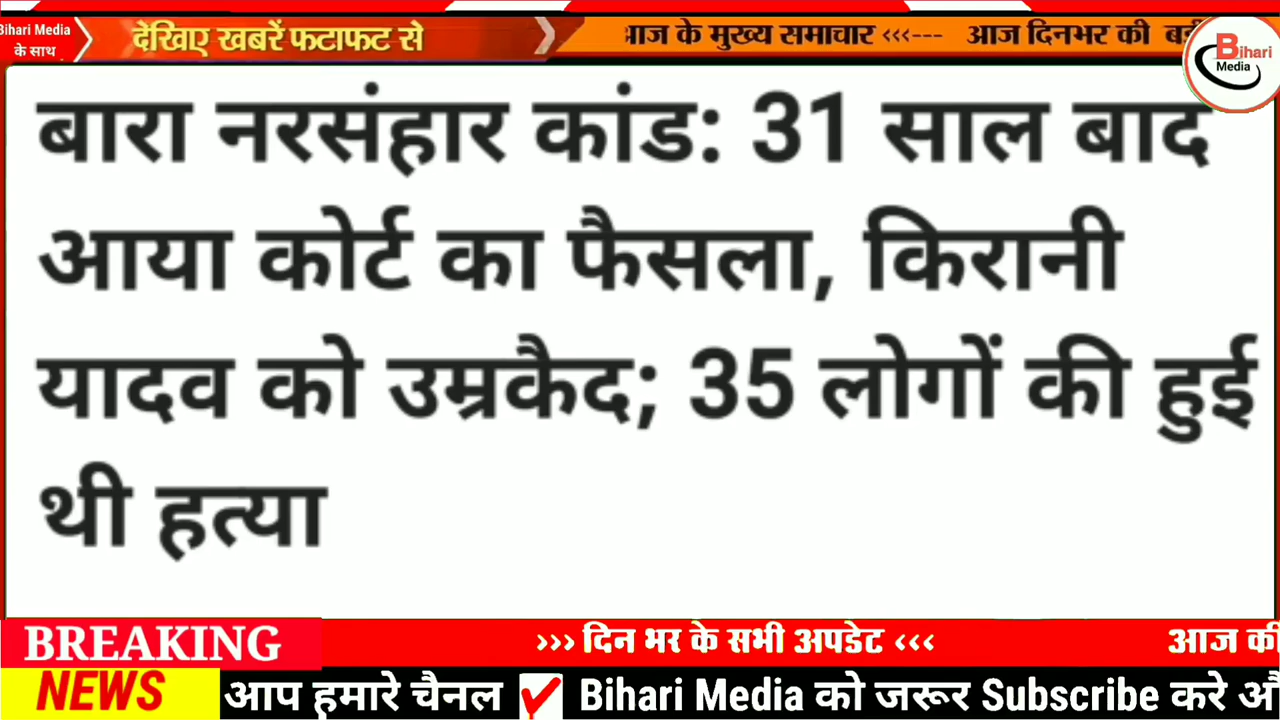 Bihari Media
के साथ
देखिए खबरें फटाफट से
आज के मुख्य समाचार ‹‹‹--- आज दिनभर की
Bihari
Media
बारा नरसंहार कांड: 31 साल बाद
आया कोर्ट का फैसला, किरानी
यादव को उम्रकैद; 35 लोगों की हुई
थी हत्या
BREAKING
NEWS
››› दिन भर के सभी अपडेट ‹‹‹ आज की
आप हमारे चैनल Bihari Media को जरूर Subscribe करे